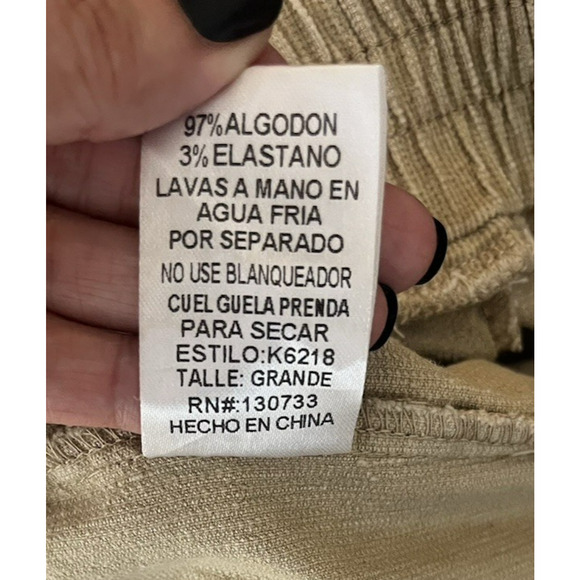 97%ALGODON
3% ELASTANO
LAVAS A MANO EN
AGUA FRIA
POR SEPARADO
NO USE BLANQUEADOR
CUEL GUELA PRENDA
PARA SECAR
ESTILO:K6218
TALLE: GRANDE
RN#:130733
HECHO EN CHINA